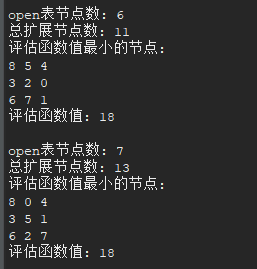 open表节点数：6
总扩展节点数：11
评估函数值最小的节点：
8 5 4
3 2 0
6 7 1
评估函数值：18
open表节点数：7
总扩展节点数：13
评估函数值最小的节点：
8 0 4
3 5 1
6 2 7
评估函数值：18